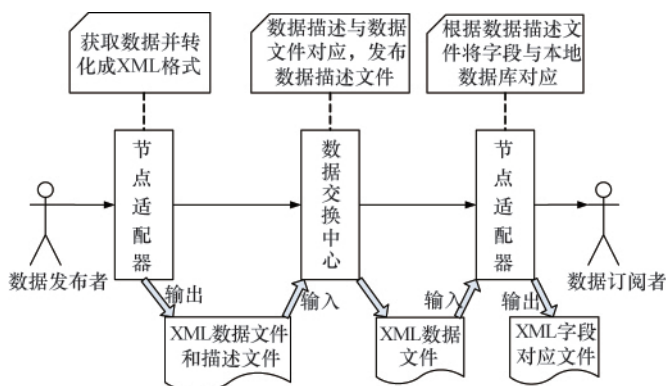 获取数据并转
化成XML格式
数据描述与数据
文件对应，发布
数据描述文件
根据数据描述文
件将字段与本地
数据库对应
节点适配器
数据交换中心
节点适配器
数据发布者
数据订阅者
输出
输入
输入
输出
XML数据文件
和描述文件
XML数据
文件
XML字段
对应文件